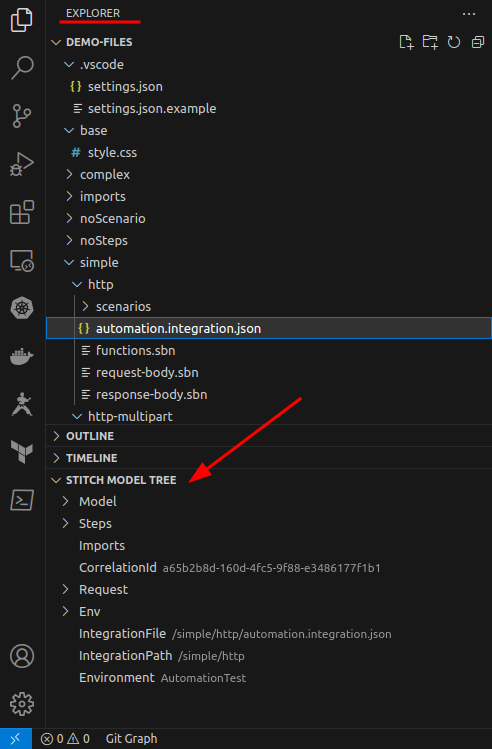 EXPLORER
DEMO-FILES
.vscode
{ } settings.json
settings.json.example
base
# style.css
complex
imports
noScenario
noSteps
simple
http
scenarios
{ } automation.integration.json
functions.sbn
request-body.sbn
response-body.sbn
http-multipart
OUTLINE
TIMELINE
STITCH MODEL TREE
Model
Steps
Imports
CorrelationId a65b2b8d-160d-4fc5-9f88-e3486177f1b1
Request
Env
IntegrationFile /simple/http/automation.integration.json
IntegrationPath /simple/http
Environment AutomationTest
0 0 Git Graph